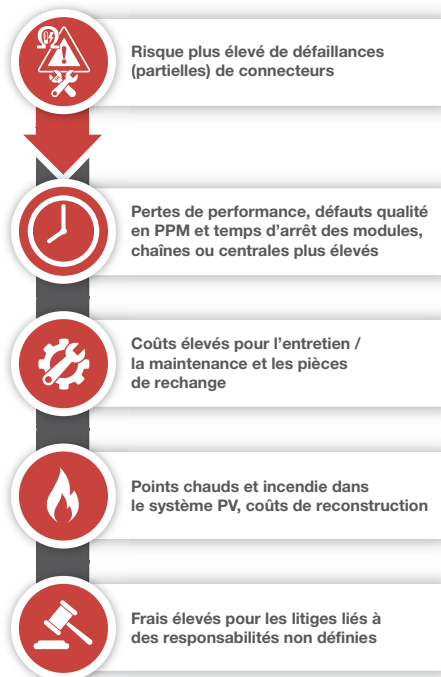 Ω
Risque plus élevé de défaillances
(partielles) de connecteurs
Pertes de performance, défauts qualité
en PPM et temps d’arrêt des modules,
chaînes ou centrales plus élevés
Coûts élevés pour l’entretien /
la maintenance et les pièces
de rechange
Points chauds et incendie dans
le système PV, coûts de reconstruction
Frais élevés pour les litiges liés à
des responsabilités non définies